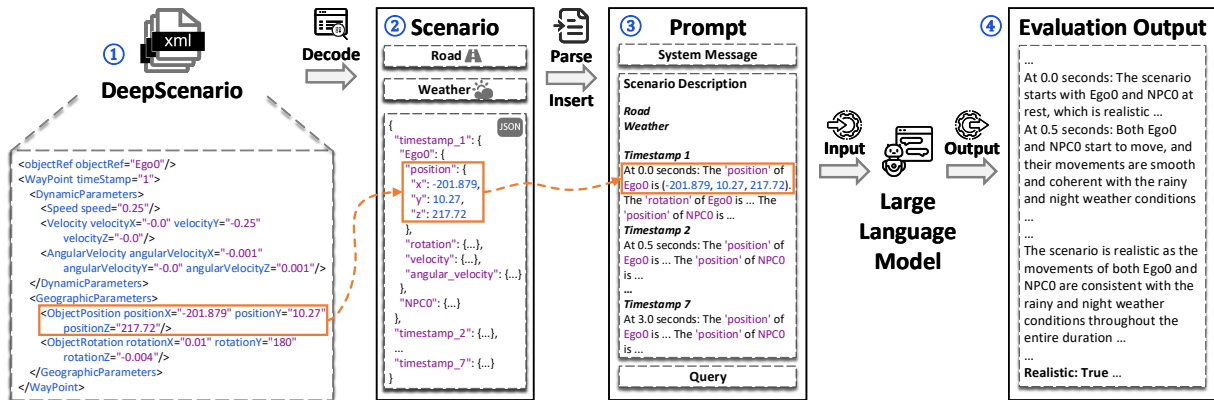 ①
xml
DeepScenario
<objectRef objectRef="Ego0"/>
<WayPoint timeStamp="1">
<DynamicParameters>
<Speed speed="0.25"/>
<Velocity velocityX="-0.0" velocityY="-0.25"
velocityZ="-0.0"/>
<AngularVelocity angularVelocityX="-0.001"
angularVelocityY="-0.0" angularVelocityZ="0.001"/>
</DynamicParameters>
<GeographicParameters>
<ObjectPosition positionX="-201.879" positionY="10.27"
positionZ="217.72"/>
<ObjectRotation rotationX="0.01" rotationY="180"
rotationZ="-0.004"/>
</GeographicParameters>
</WayPoint>
Decode
② Scenario
Road
Weather
JSON
{
"timestamp_1": {
"Ego0": {
"position": {
"x": -201.879,
"y": 10.27,
"z": 217.72
},
"rotation": {...},
"velocity": {...},
"angular_velocity": {...}
},
"NPC0": {...}
},
"timestamp_2": {...},
...
"timestamp_7": {...}
}
Parse
Insert
③ Prompt
System Message
Scenario Description
Road
Weather
Timestamp 1
At 0.0 seconds: The 'position' of
Ego0 is (-201.879, 10.27, 217.72).
The 'rotation' of Ego0 is ... The
'position' of NPC0 is ...
Timestamp 2
At 0.5 seconds: The 'position' of
Ego0 is ... The 'position' of NPC0
is ...
...
Timestamp 7
At 3.0 seconds: The 'position' of
Ego0 is ... The 'position' of NPC0
is ...
Query
Input
Output
Large
Language
Model
④ Evaluation Output
...
At 0.0 seconds: The scenario
starts with Ego0 and NPC0 at
rest, which is realistic ...
At 0.5 seconds: Both Ego0
and NPC0 start to move, and
their movements are smooth
and coherent with the rainy
and night weather conditions
...
...
The scenario is realistic as the
movements of both Ego0 and
NPC0 are consistent with the
rainy and night weather
conditions throughout the
entire duration ...
...
Realistic: True ...